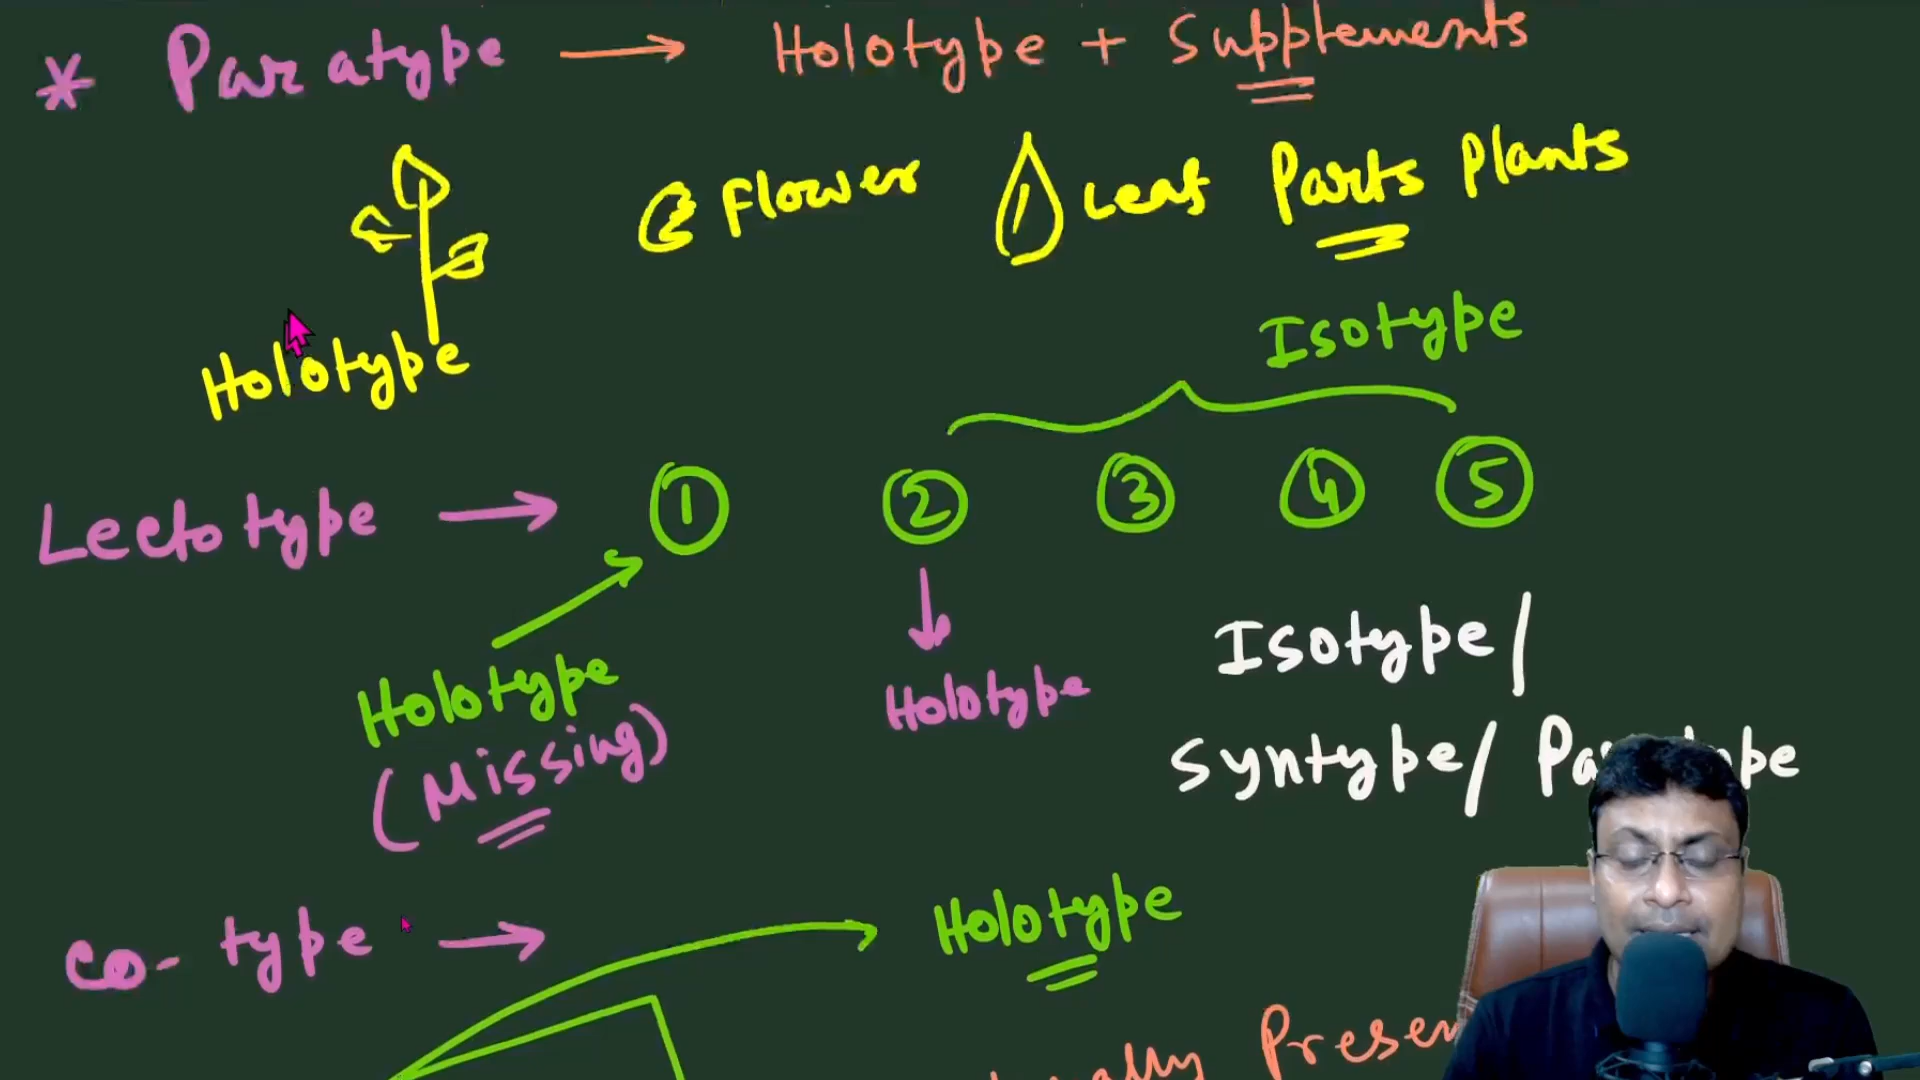 * Paratype → Holotype + Supplements
Flower Leaf Parts Plants
Holotype
Isotype
Lectotype → 1 2 3 4 5
Holotype
(Missing)
Holotype
Isotype/
Syntype/
Co-type → Holotype